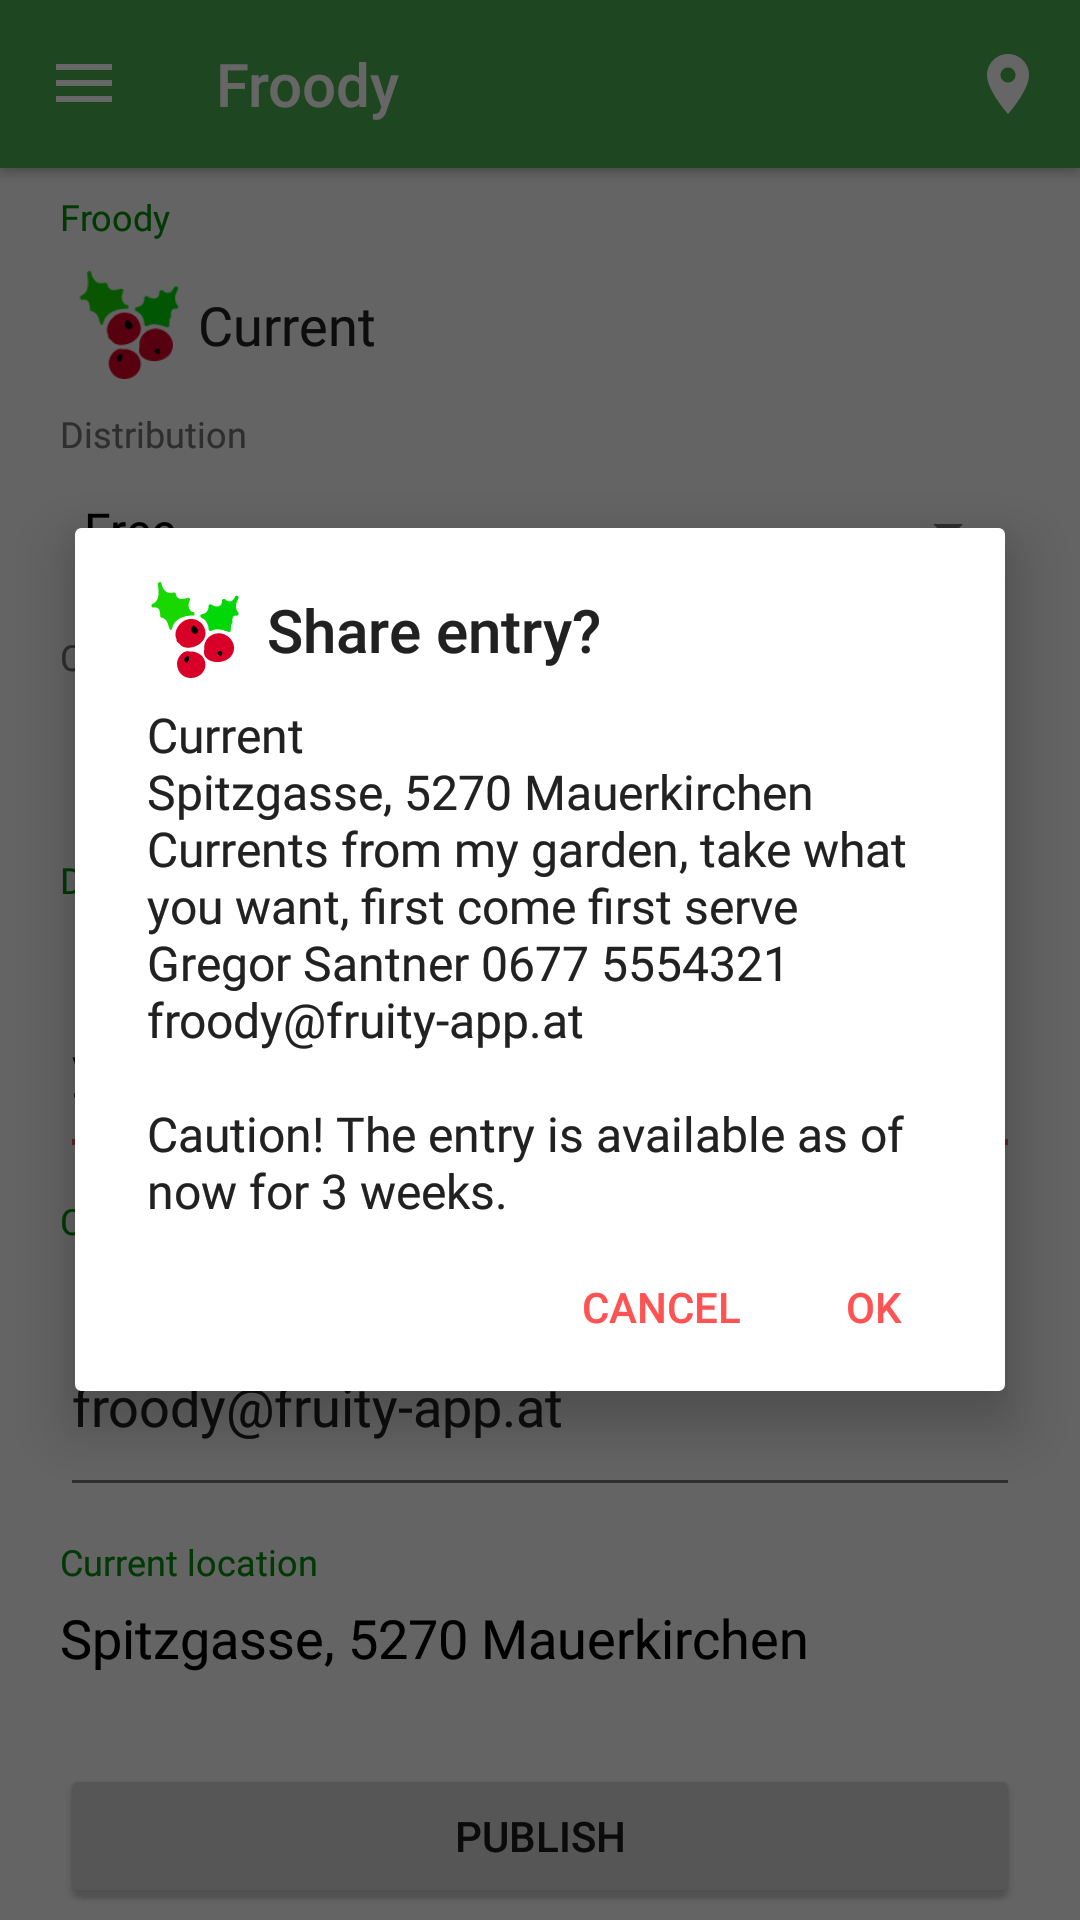 Froody
Froody
Current
Distribution
Free
Share entry?
Current
Spitzgasse, 5270 Mauerkirchen
Currents from my garden, take what
you want, first come first serve
Gregor Santner 0677 5554321
froody@fruity-app.at
Caution! The entry is available as of
now for 3 weeks.
CANCEL OK
froody@fruity-app.at
Current location
Spitzgasse, 5270 Mauerkirchen
PUBLISH